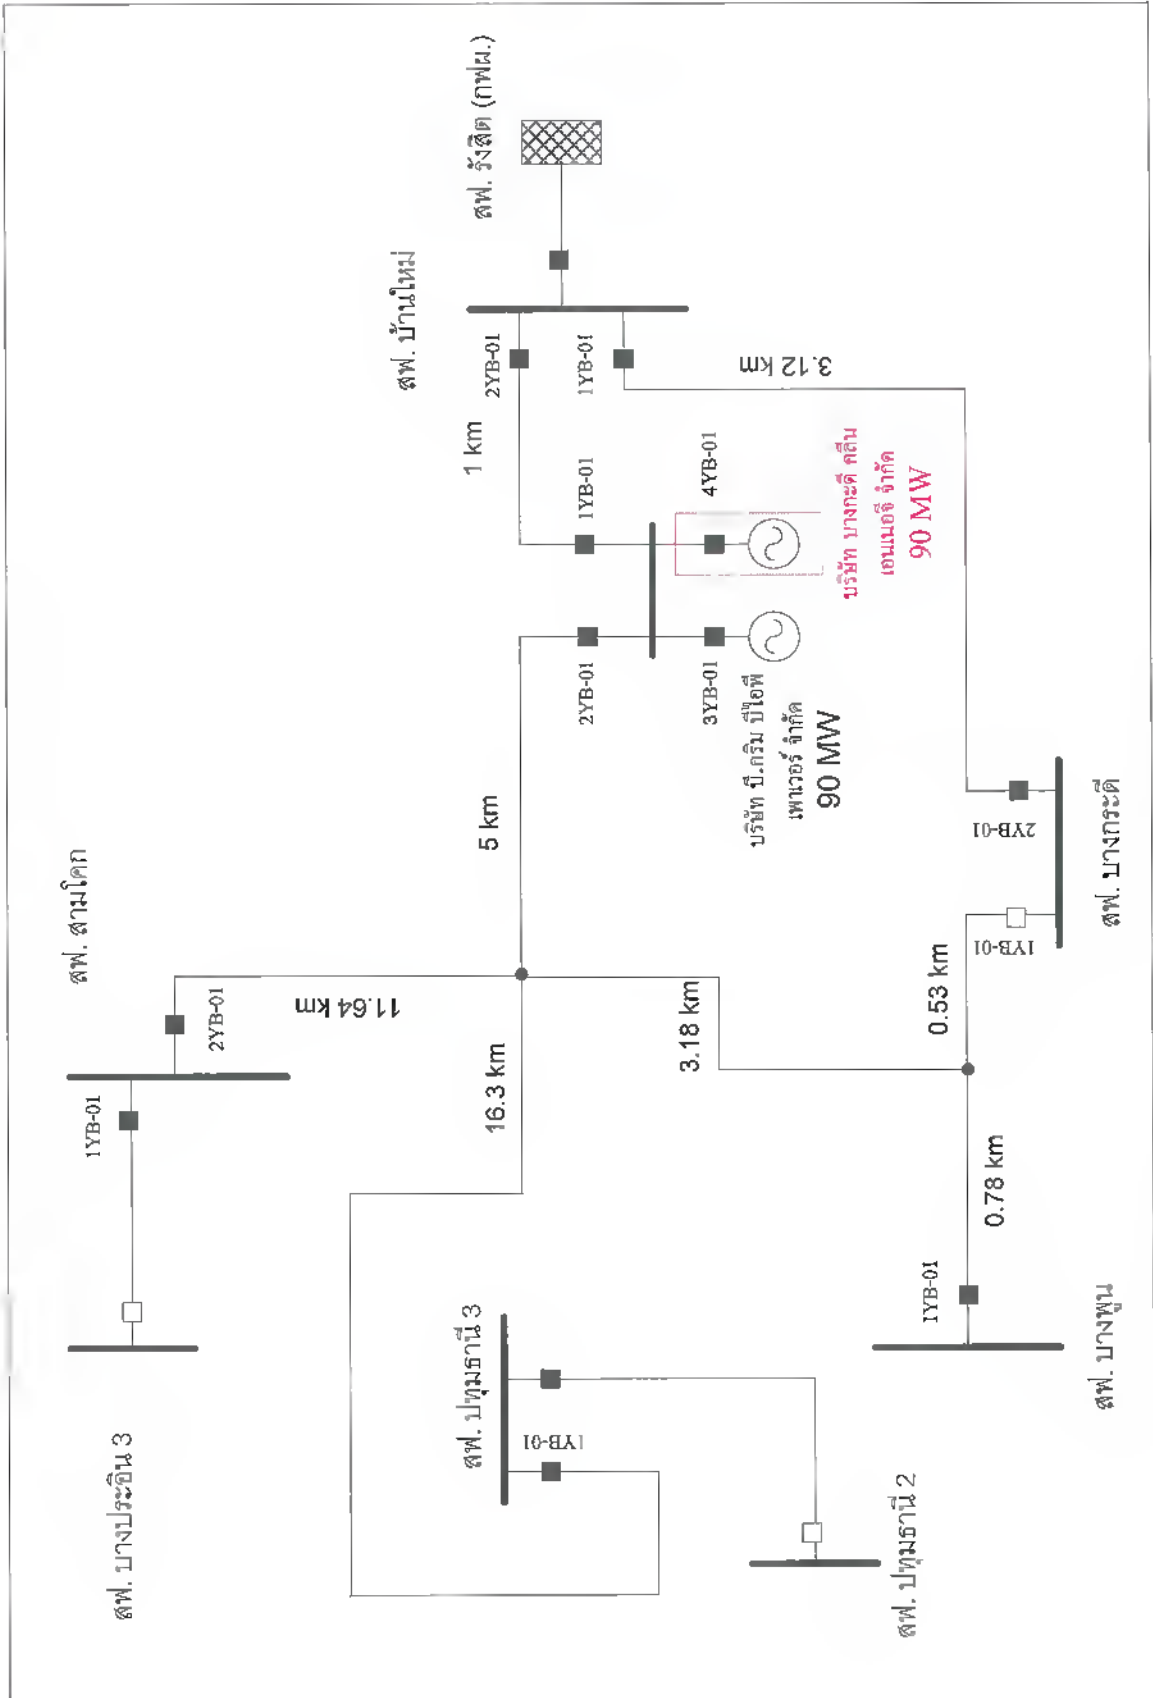 สฟ. บางปะอิน 3
1YB-01
สฟ. สามโคก
2YB-01
11.64 km
สฟ. บ้านใหม่
สฟ. รังสิต (กฟผ.)
2YB-01
1YB-01
1 km
3.12 km
5 km
1YB-01
2YB-01
4YB-01
3YB-01
บริษัท บี.กริม บีไอพี
เพาเวอร์ จำกัด
90 MW
บริษัท บางกะดี คลีน
เอนเนอจี จำกัด
90 MW
16.3 km
3.18 km
สฟ. ปทุมธานี 3
1YB-01
สฟ. ปทุมธานี 2
0.53 km
0.78 km
1YB-01
สฟ. บางพูน
1YB-01
2YB-01
สฟ. บางกระดี